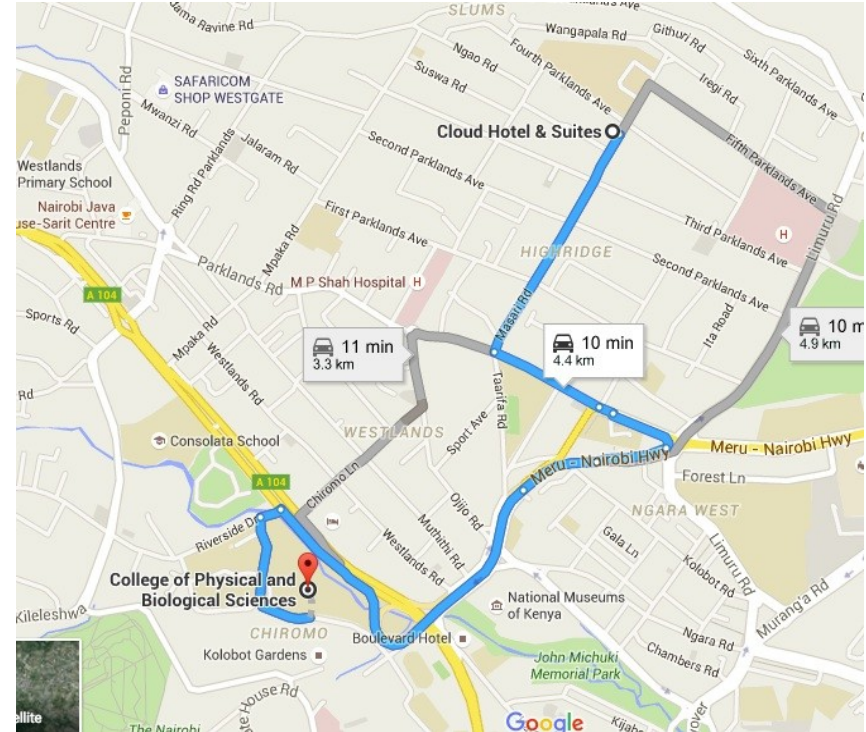 SLUMS
Jama Ravine Rd
Wangapala Rd
Githuri Rd
Ngao Rd
Fourth Parklands Ave
Sixth Parklands Ave
Suswa Rd
Iregi Rd
Peponi Rd
SAFARICOM
SHOP WESTGATE
Mwanzi Rd
Cloud Hotel & Suites
Jalaram Rd
Second Parklands Ave
Fifth Parklands Ave
Westlands
Primary School
Ring Rd Parklands
Nairobi Java
use-Sarit Centre
First Parklands Ave
Third Parklands Ave
H
Limuru Rd
Mpaka Rd
HIGHRIDGE
Parklands Rd
M P Shah Hospital
H
Second Parklands Ave
A 104
Masari Rd
Ita Road
Sports Rd
Mpaka Rd
11 min
3.3 km
10 min
4.4 km
10 m
4.9 km
Westlands Rd
Taarifa Rd
Sport Ave
WESTLANDS
Consolata School
Meru - Nairobi Hwy
Meru - Nairobi Hwy
Forest Ln
A 104
Chiromo Ln
Ojijo Rd
NGARA WEST
Riverside Dr
Muthithi Rd
Westlands Rd
Gala Ln
Limuru Rd
Kolobot Rd
College of Physical and
Biological Sciences
National Museums
of Kenya
Murang'a Rd
Kileleshwa
CHIROMO
Boulevard Hotel
Ngara Rd
Kolobot Gardens
Chambers Rd
John Michuki
Memorial Park
ate House Rd
ellite
The Nairobi
Google
Kijabe
over